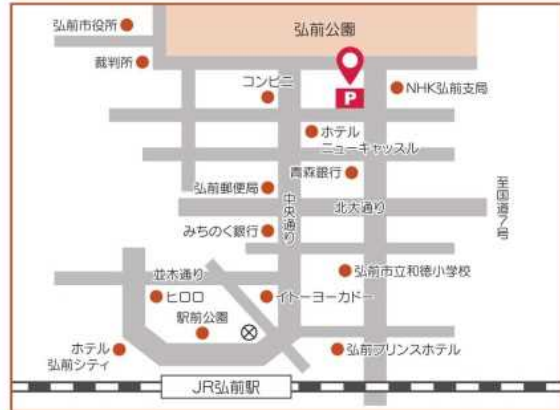 弘前市役所
弘前公園
裁判所
コンビニ
P
NHK弘前支局
ホテル
ニューキャッスル
青森銀行
弘前郵便局
中央通り
北大通り
至国道7号
みちのく銀行
並木通り
弘前市立和徳小学校
ヒロロ
イトーヨーカドー
駅前公園
ホテル
弘前シティ
弘前プリンスホテル
JR弘前駅